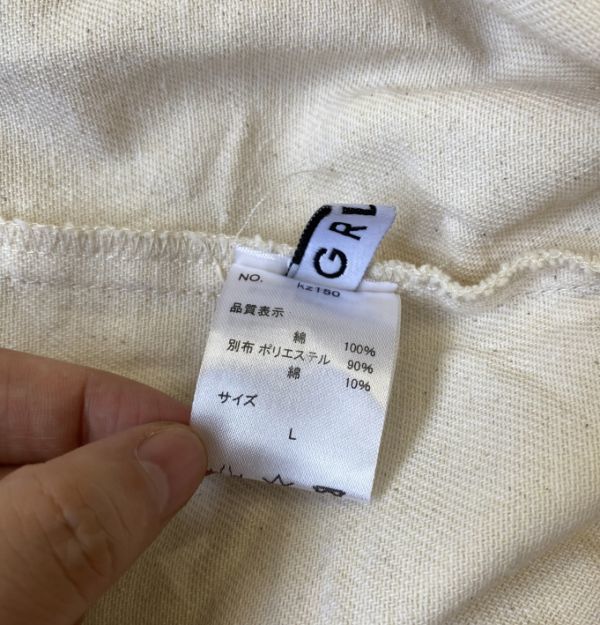 GRL
NO. kz150
品質表示
綿 100%
別布 ポリエステル 90%
綿 10%
サイズ
L